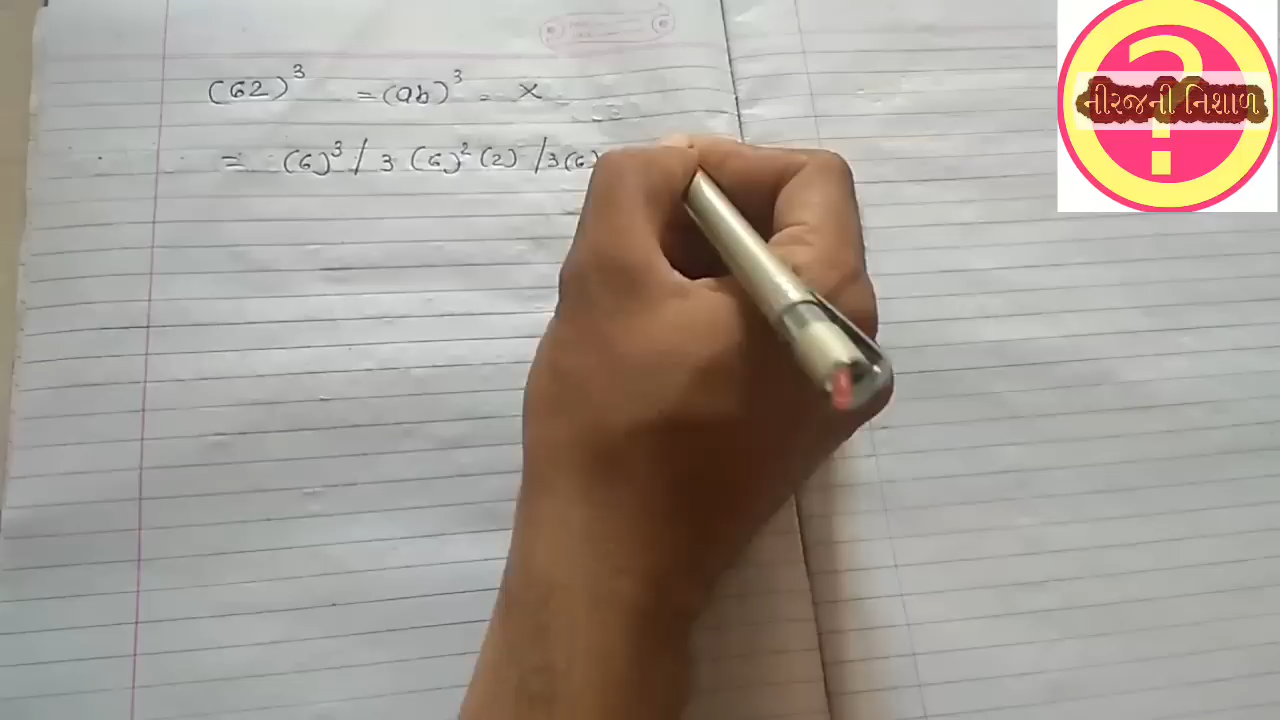 (62)³ = (ab)³ = x
= (6)³ / 3 (6)² (2) / 3(6)
નીરજની નિશાળ
?